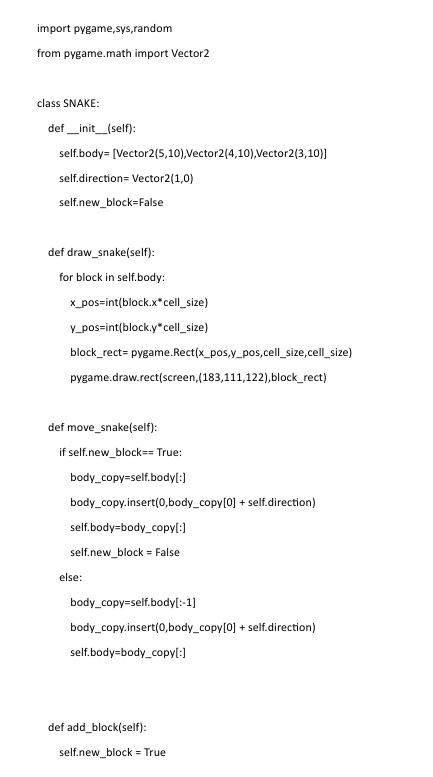 import pygame,sys,random
from pygame.math import Vector2
class SNAKE:
def __init__(self):
self.body= [Vector2(5,10),Vector2(4,10),Vector2(3,10)]
self.direction= Vector2(1,0)
self.new_block=False
def draw_snake(self):
for block in self.body:
x_pos=int(block.x*cell_size)
y_pos=int(block.y*cell_size)
block_rect= pygame.Rect(x_pos,y_pos,cell_size,cell_size)
pygame.draw.rect(screen,(183,111,122),block_rect)
def move_snake(self):
if self.new_block== True:
body_copy=self.body[:]
body_copy.insert(0,body_copy[0] + self.direction)
self.body=body_copy[:]
self.new_block = False
else:
body_copy=self.body[:-1]
body_copy.insert(0,body_copy[0] + self.direction)
self.body=body_copy[:]
def add_block(self):
self.new_block = True